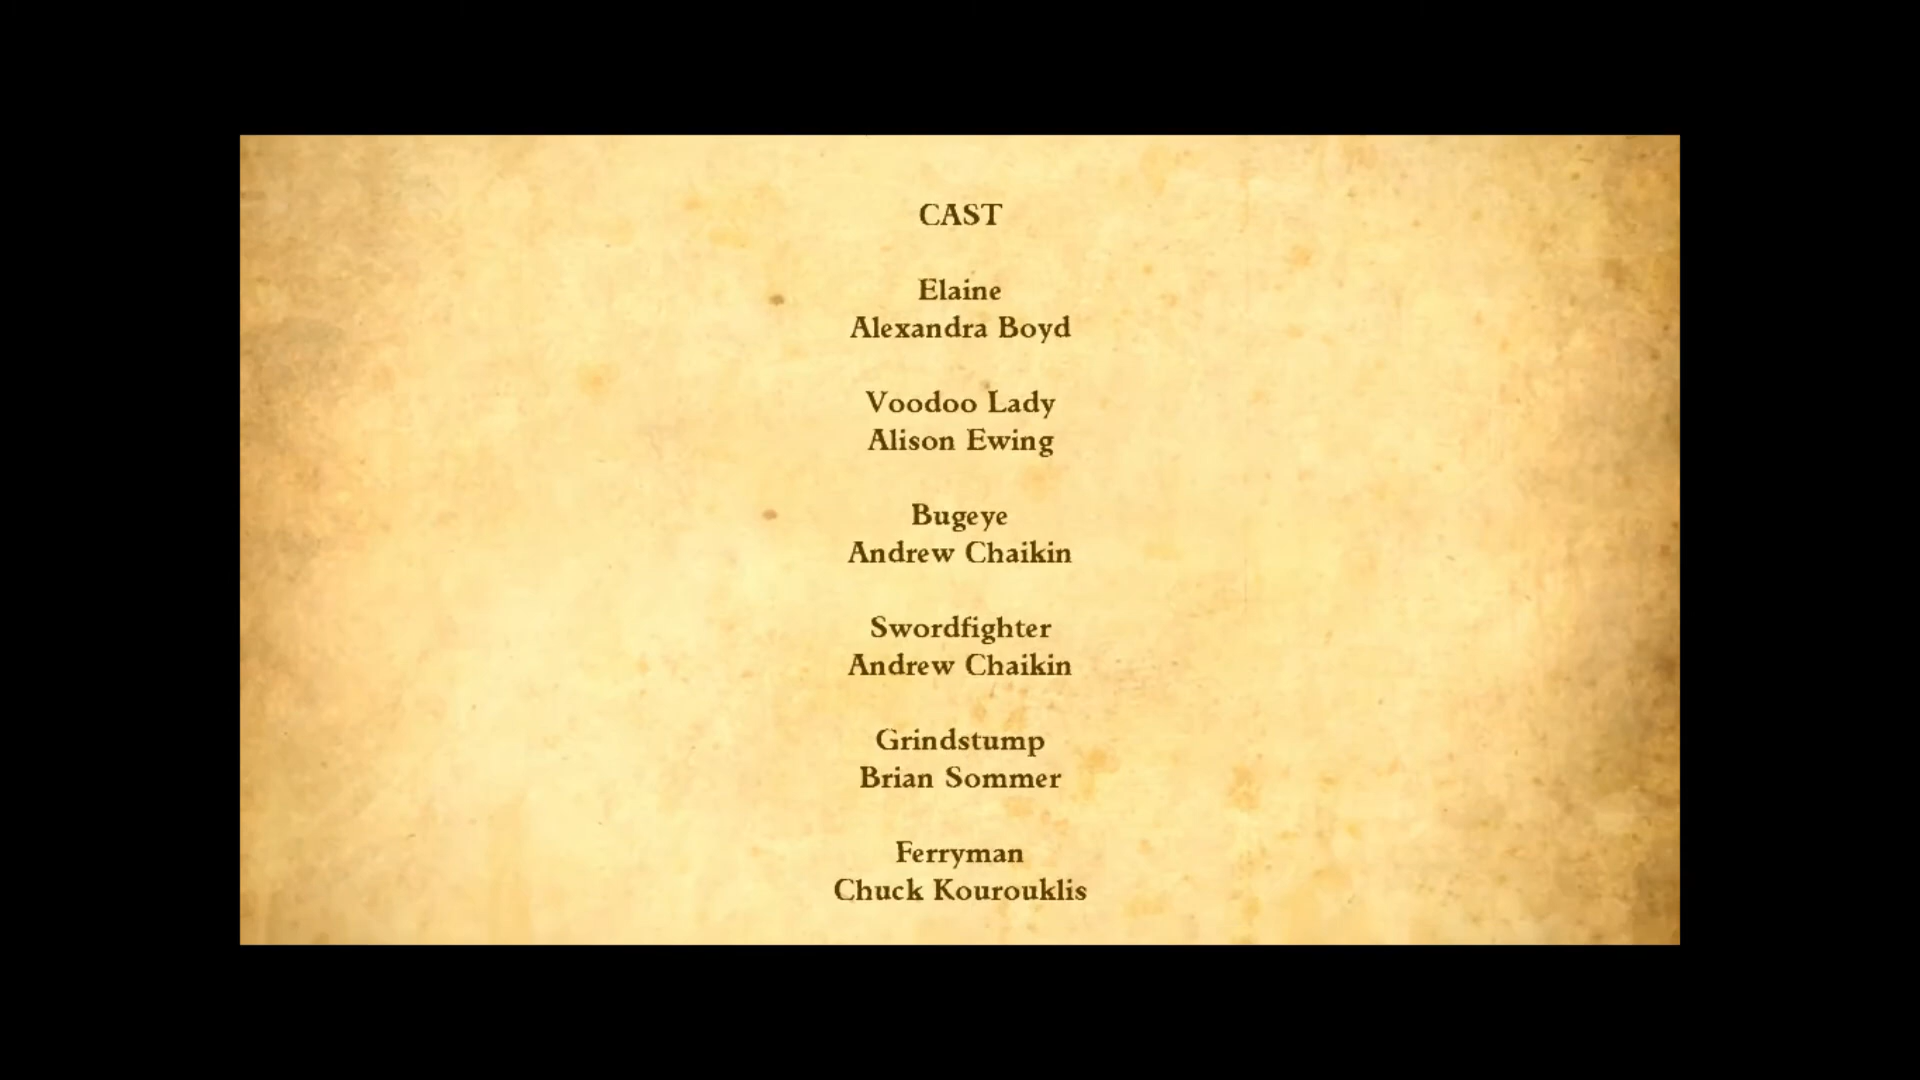 CAST
Elaine
Alexandra Boyd
Voodoo Lady
Alison Ewing
Bugeye
Andrew Chaikin
Swordfighter
Andrew Chaikin
Grindstump
Brian Sommer
Ferryman
Chuck Kourouklis